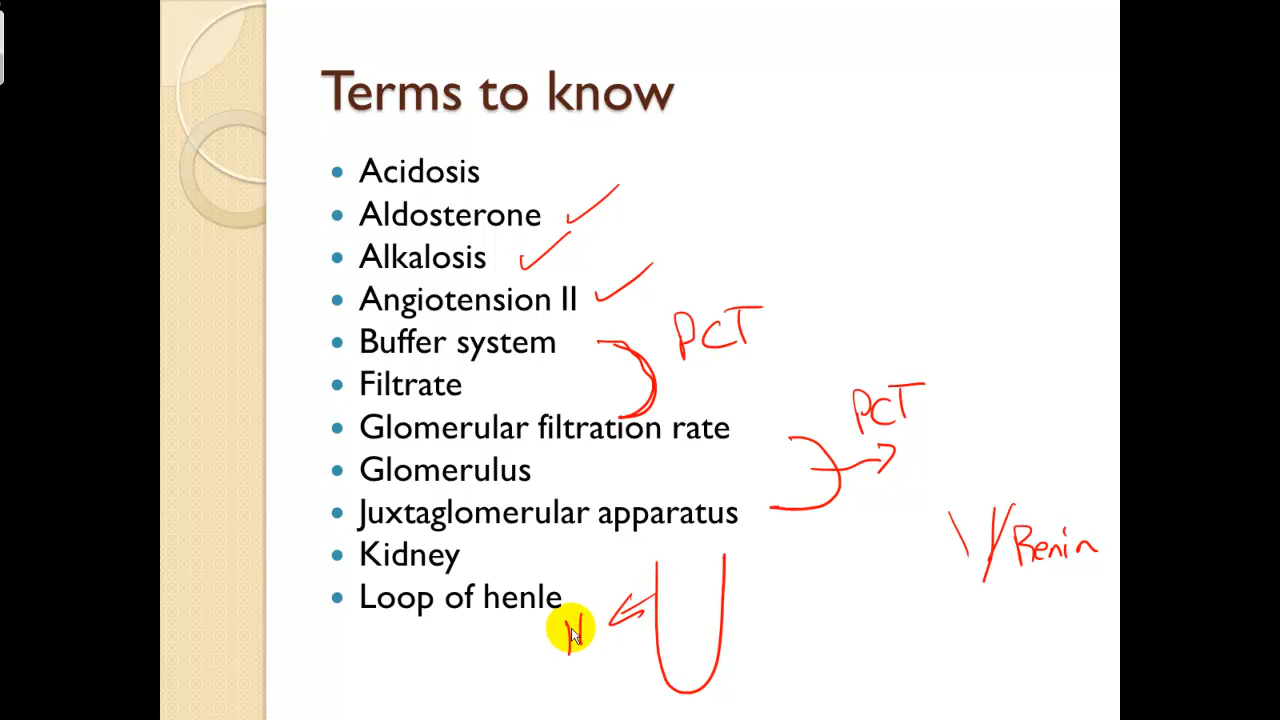 Terms to know
• Acidosis
• Aldosterone
• Alkalosis
• Angiotension II
• Buffer system
PCT
• Filtrate
• Glomerular filtration rate
PCT
• Glomerulus
• Juxtaglomerular apparatus
Renin
• Kidney
• Loop of henle
N